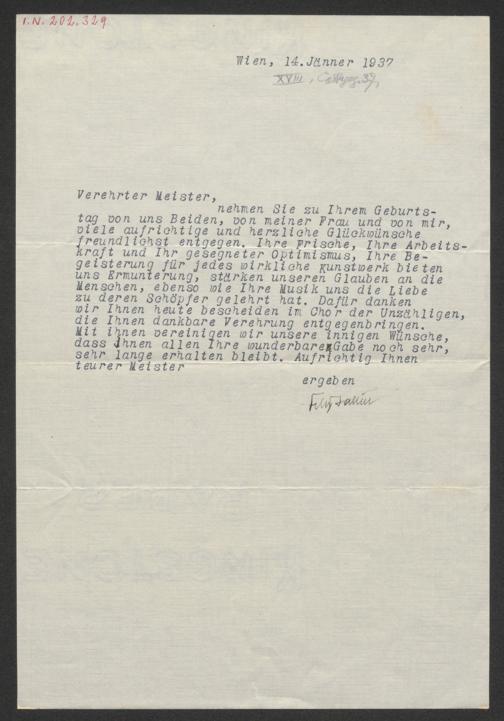 I.N. 202.329
Wien, 14.Jänner 1937
XVIII, Cottageg. 37,
Verehrter Meister,
nehmen Sie zu Ihrem Geburts-
tag von uns Beiden, von meiner Frau und von mir,
viele aufrichtige und herzliche Glückwünsche
freundlichst entgegen. Ihre Frische, Ihre Arbeits-
kraft und Ihr gesegneter Optimismus, Ihre Be-
geisterung für jedes wirkliche Kunstwerk bieten
uns Ermunterung, stärken unseren Glauben an die
Menschen, ebenso wie Ihre Musik uns die Liebe
zu deren Schöpfer gelehrt hat. Dafür danken
wir Ihnen heute bescheiden im Chor der Unzähligen,
die Ihnen dankbare Verehrung entgegenbringen.
Mit Ihnen vereinigen wir unsere innigen Wünsche,
dass Ihnen allen Ihre wunderbare Gabe noch sehr,
sehr lange erhalten bleibt. Aufrichtig Ihnen
teurer Meister
ergeben
Felix Salten